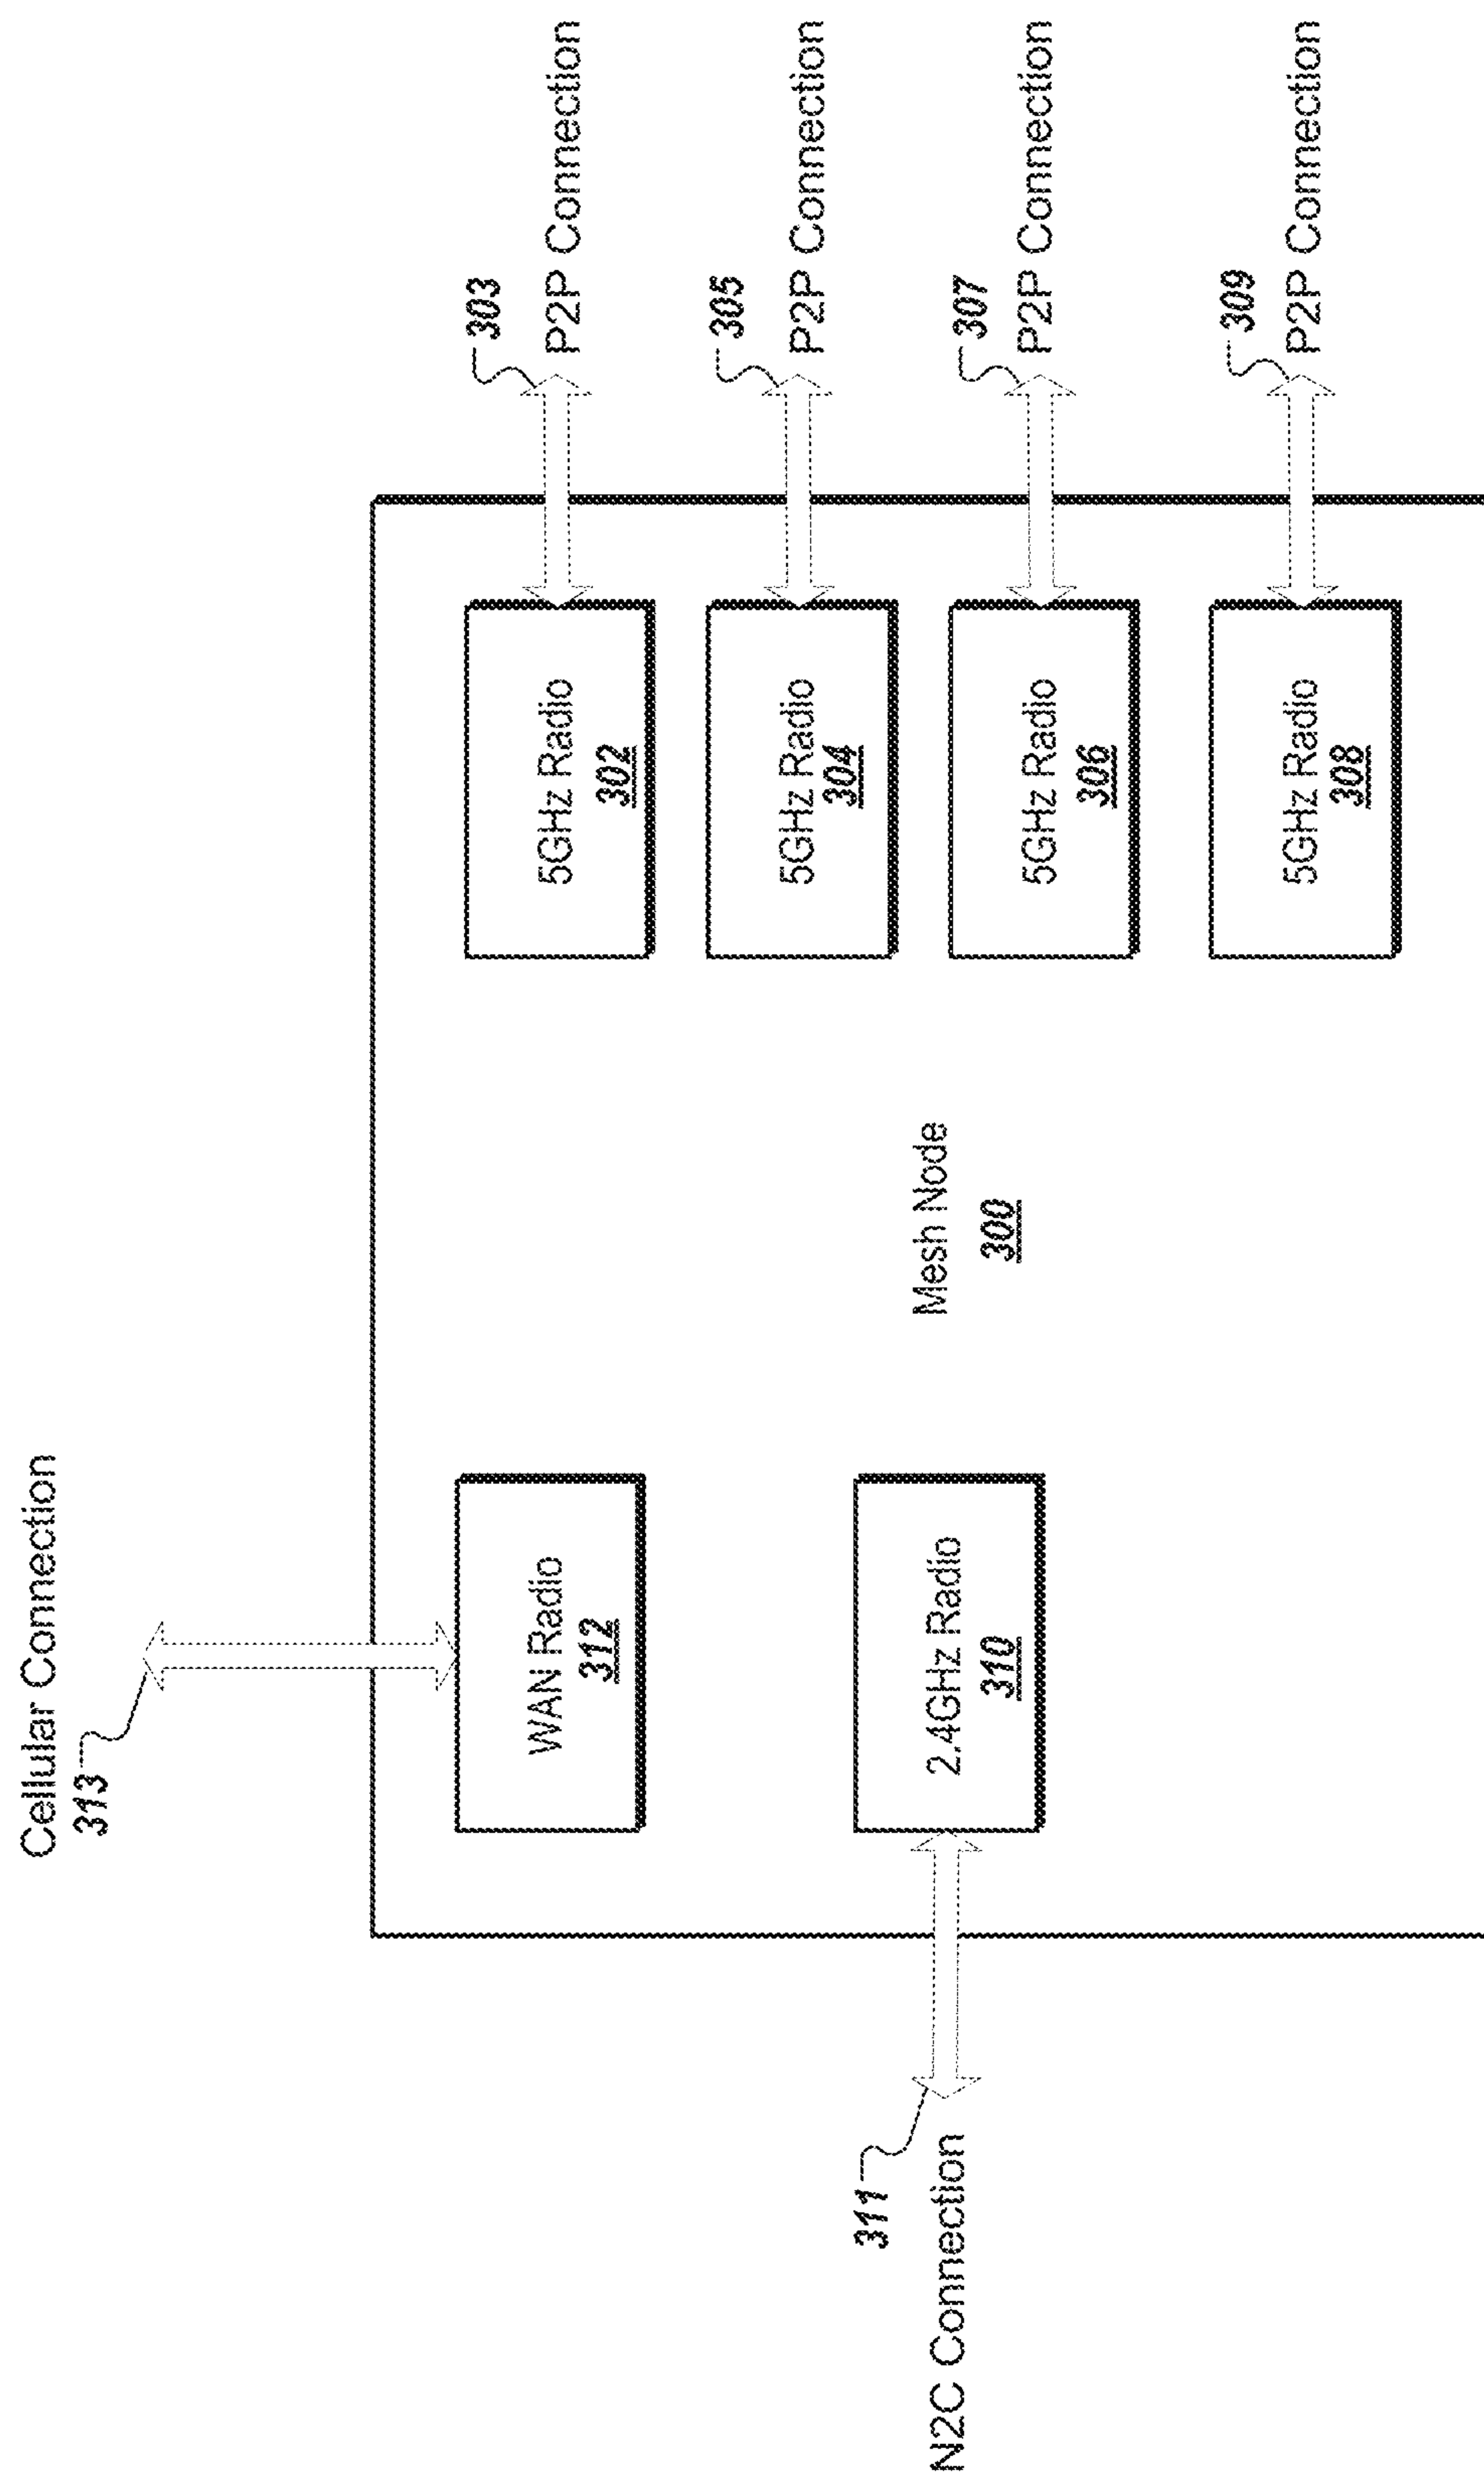 Cellular Connection
313
WAN Radio
312
5GHz Radio
302
303
P2P Connection
5GHz Radio
304
305
P2P Connection
311
N2C Connection
2.4GHz Radio
310
Mesh Node
300
5GHz Radio
306
307
P2P Connection
5GHz Radio
308
309
P2P Connection